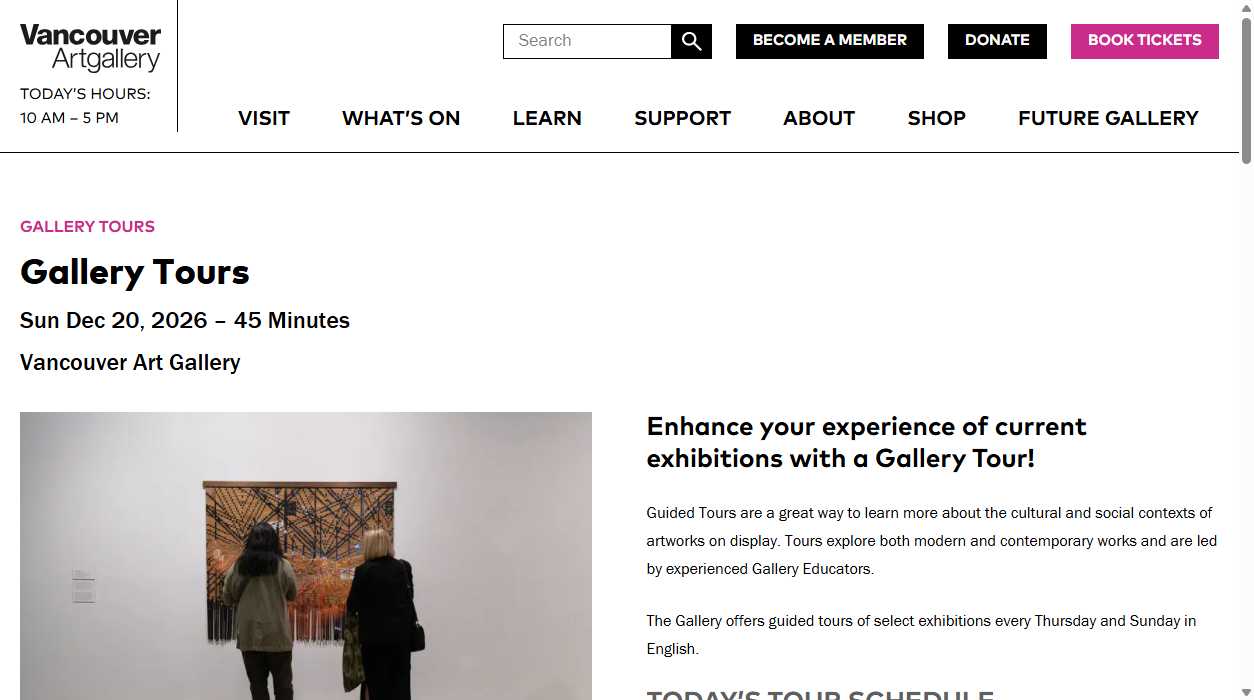 Vancouver
Artgallery
TODAY'S HOURS:
10 AM – 5 PM
Search
BECOME A MEMBER
DONATE
BOOK TICKETS
VISIT
WHAT'S ON
LEARN
SUPPORT
ABOUT
SHOP
FUTURE GALLERY
GALLERY TOURS
Gallery Tours
Sun Dec 20, 2026 – 45 Minutes
Vancouver Art Gallery
Enhance your experience of current
exhibitions with a Gallery Tour!
Guided Tours are a great way to learn more about the cultural and social contexts of
artworks on display. Tours explore both modern and contemporary works and are led
by experienced Gallery Educators.
The Gallery offers guided tours of select exhibitions every Thursday and Sunday in
English.
TODAY'S TOUR SCHEDULE